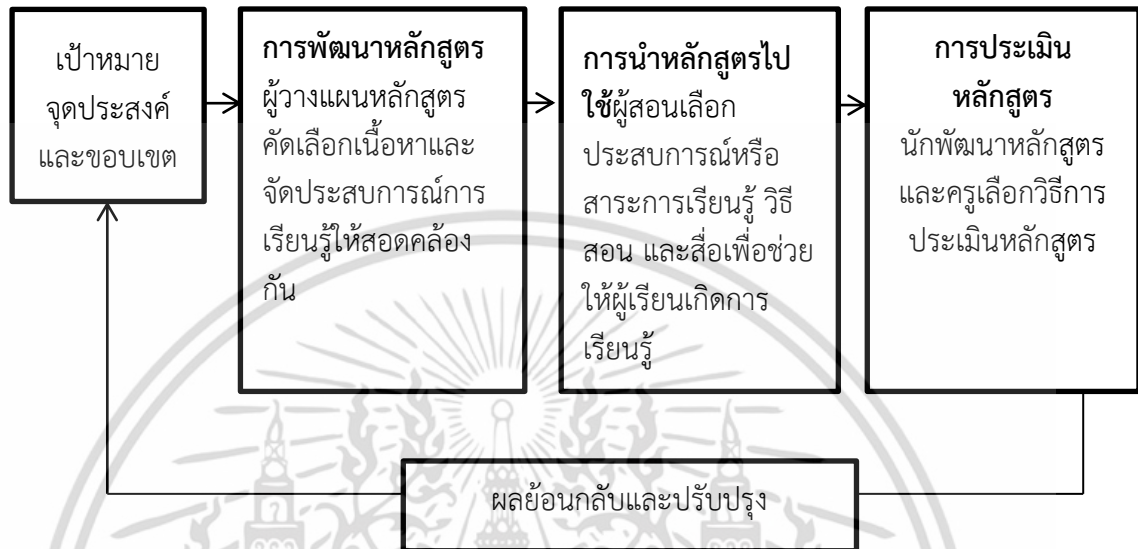 เป้าหมาย
จุดประสงค์
และขอบเขต
การพัฒนาหลักสูตร
ผู้วางแผนหลักสูตร
คัดเลือกเนื้อหาและ
จัดประสบการณ์การ
เรียนรู้ให้สอดคล้อง
กัน
การนำหลักสูตรไป
ใช้ผู้สอนเลือก
ประสบการณ์หรือ
สาระการเรียนรู้ วิธี
สอน และสื่อเพื่อช่วย
ให้ผู้เรียนเกิดการ
เรียนรู้
การประเมิน
หลักสูตร
นักพัฒนาหลักสูตร
และครูเลือกวิธีการ
ประเมินหลักสูตร
ผลย้อนกลับและปรับปรุง